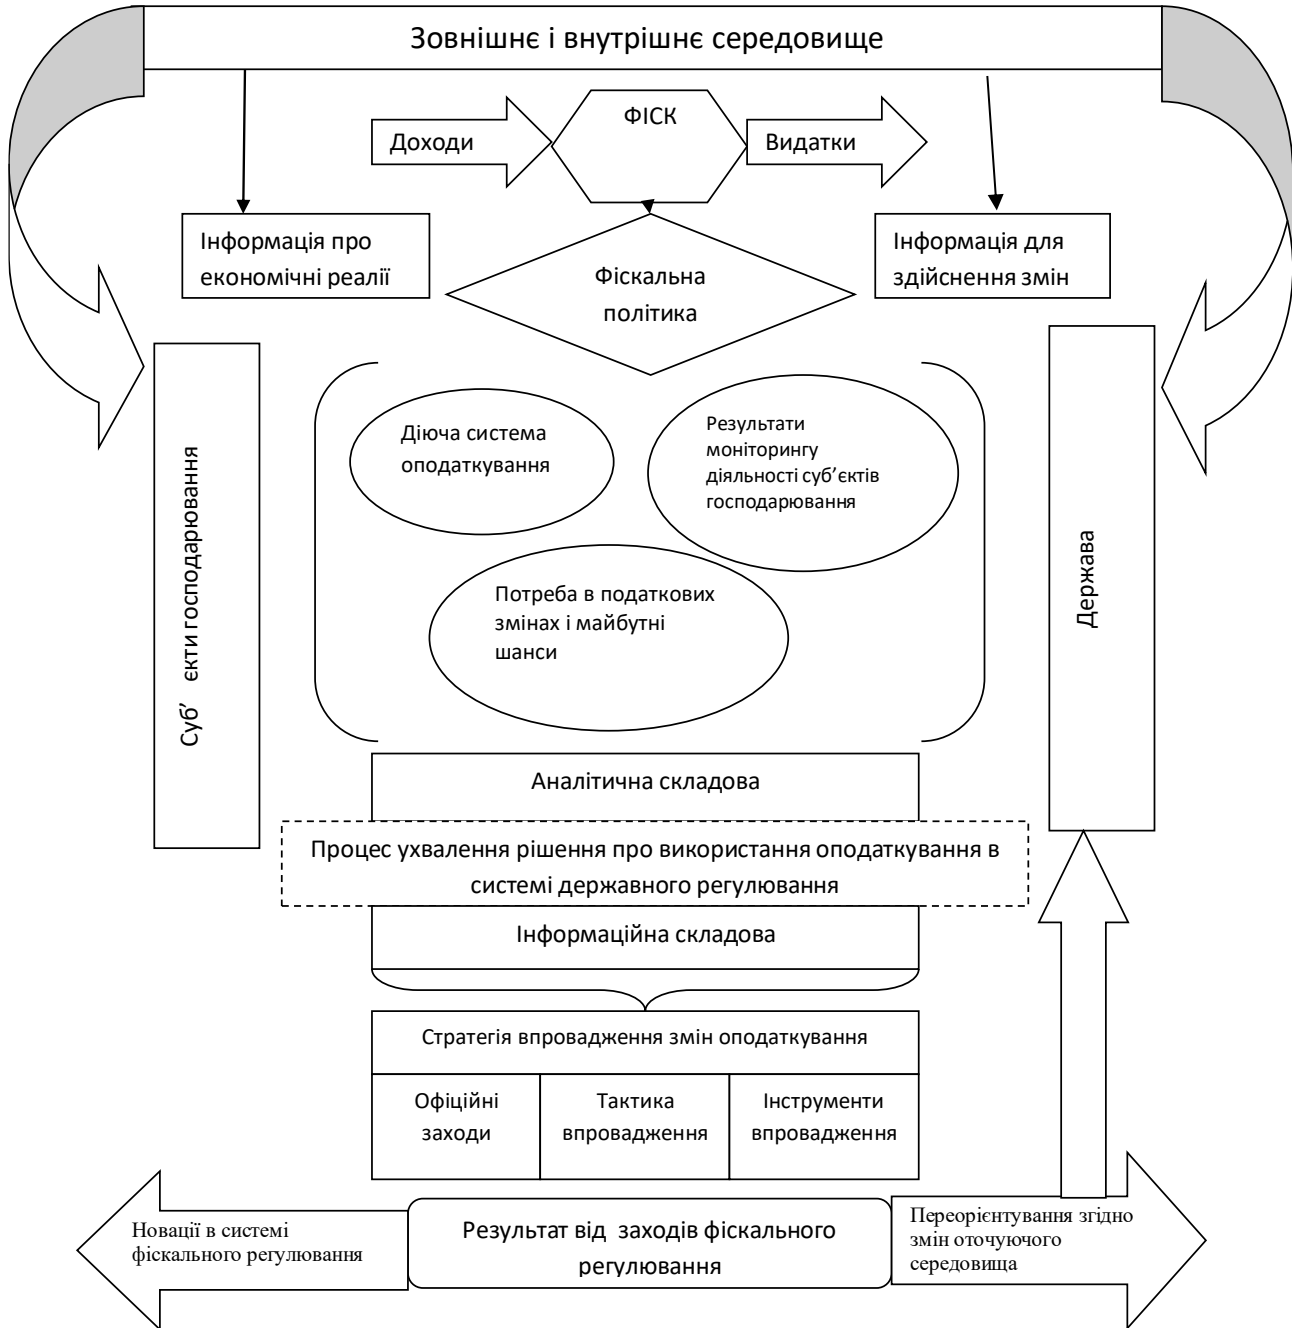 Зовнішнє і внутрішнє середовище
ФІСК
Доходи
Видатки
Інформація про
економічні реалії
Фіскальна
політика
Інформація для
здійснення змін
Суб’ єкти господарювання
Діюча система
оподаткування
Результати
моніторингу
діяльності суб’єктів
господарювання
Потреба в податкових
змінах і майбутні
шанси
Держава
Аналітична складова
Процес ухвалення рішення про використання оподаткування в
системі державного регулювання
Інформаційна складова
Стратегія впровадження змін оподаткування
Офіційні
заходи
Тактика
впровадження
Інструменти
впровадження
Новації в системі
фіскального регулювання
Результат від заходів фіскального
регулювання
Переорієнтування згідно
змін оточуючого
середовища